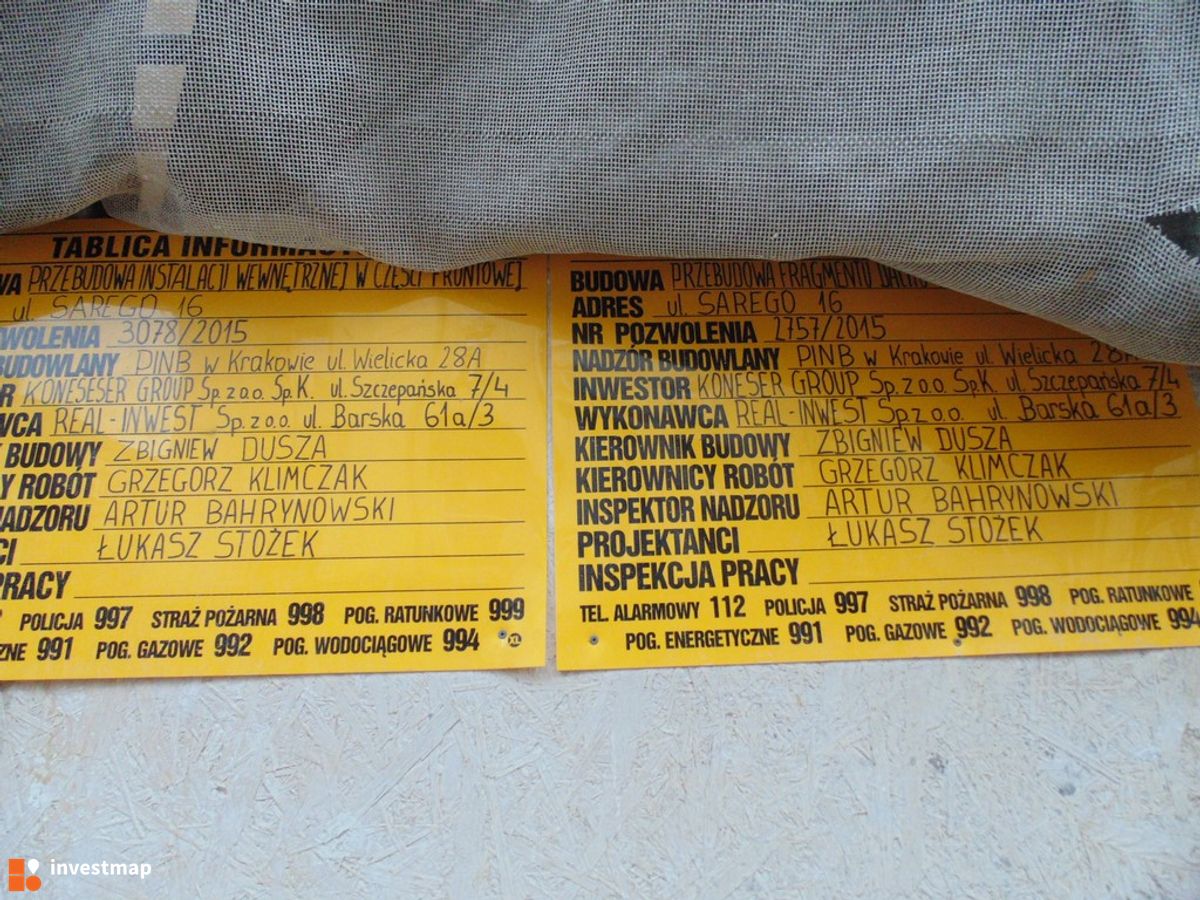 TABLICA INFORMAC
WA PRZEBUDOWA INSTALACJI WEWNĘTRZNEJ W CZĘŚCI FRONTOWEJ
ul. SAREGO 16
ZWOLENIA 3078/2015
BUDOWLANY PINB w Krakowie ul. Wielicka 28A
R KONESESER GROUP Sp. z o.o. Sp.K. ul. Szczepańska 7/4
WCA REAL-INWEST Sp. z o.o. ul. Barska 61a/3
K BUDOWY ZBIGNIEW DUSZA
Y ROBÓT GRZEGORZ KLIMCZAK
NADZORU ARTUR BAHRYNOWSKI
CI ŁUKASZ STOŻEK
PRACY
POLICJA 997 STRAŻ POŻARNA 998 POG. RATUNKOWE 999
ZNE 991 POG. GAZOWE 992 POG. WODOCIĄGOWE 994
BUDOWA PRZEBUDOWA FRAGMENTU DACHU
ADRES ul. SAREGO 16
NR POZWOLENIA 2757/2015
NADZÓR BUDOWLANY PINB w Krakowie ul. Wielicka 28A
INWESTOR KONESER GROUP Sp. z o.o. Sp.K. ul. Szczepańska 7/4
WYKONAWCA REAL-INWEST Sp. z o.o. ul. Barska 61a/3
KIEROWNIK BUDOWY ZBIGNIEW DUSZA
KIEROWNICY ROBÓT GRZEGORZ KLIMCZAK
INSPEKTOR NADZORU ARTUR BAHRYNOWSKI
PROJEKTANCI ŁUKASZ STOŻEK
INSPEKCJA PRACY
TEL. ALARMOWY 112 POLICJA 997 STRAŻ POŻARNA 998 POG. RATUNKOWE
POG. ENERGETYCZNE 991 POG. GAZOWE 992 POG. WODOCIĄGOWE 994
investmap